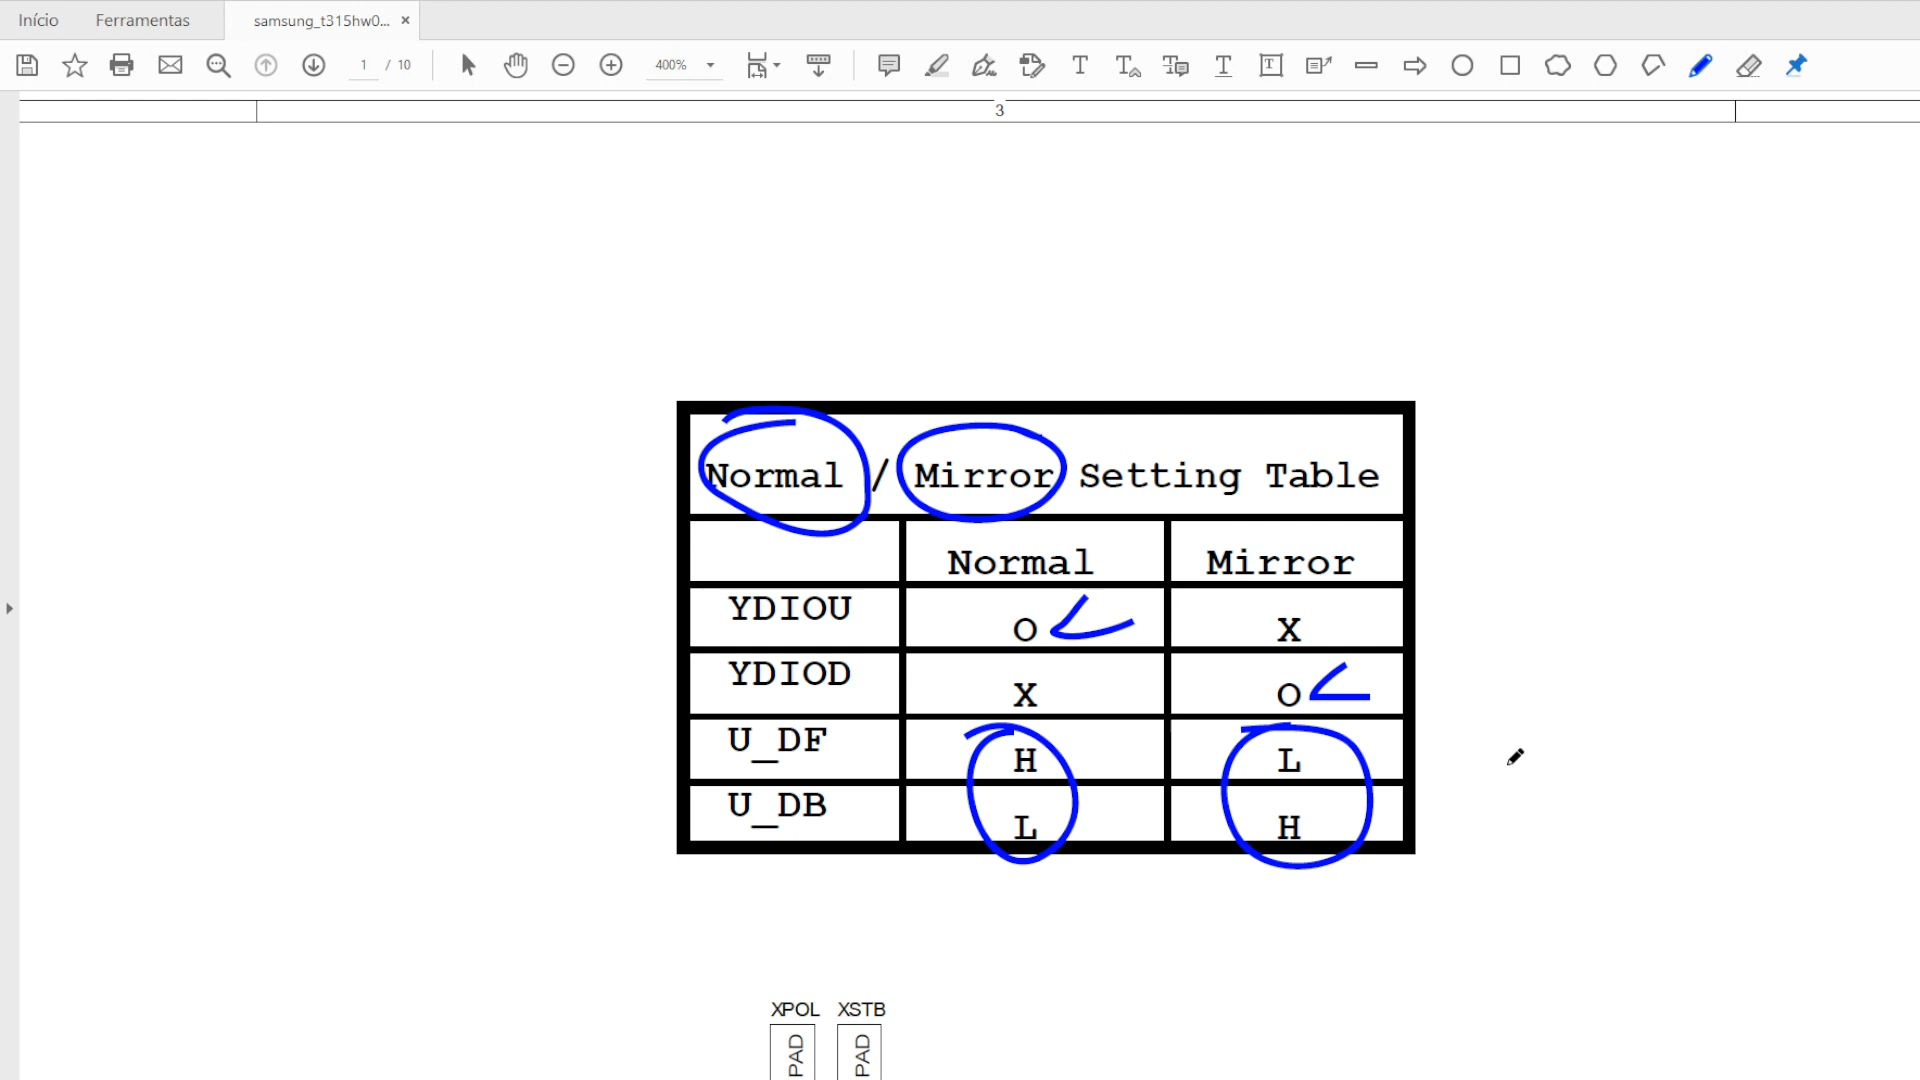 Início Ferramentas samsung_t315hw0... ×
1 / 10 400%
3
Normal / Mirror Setting Table
Normal Mirror
YDIOU O X
YDIOD X O
U_DF H L
U_DB L H
XPOL XSTB
PAD PAD